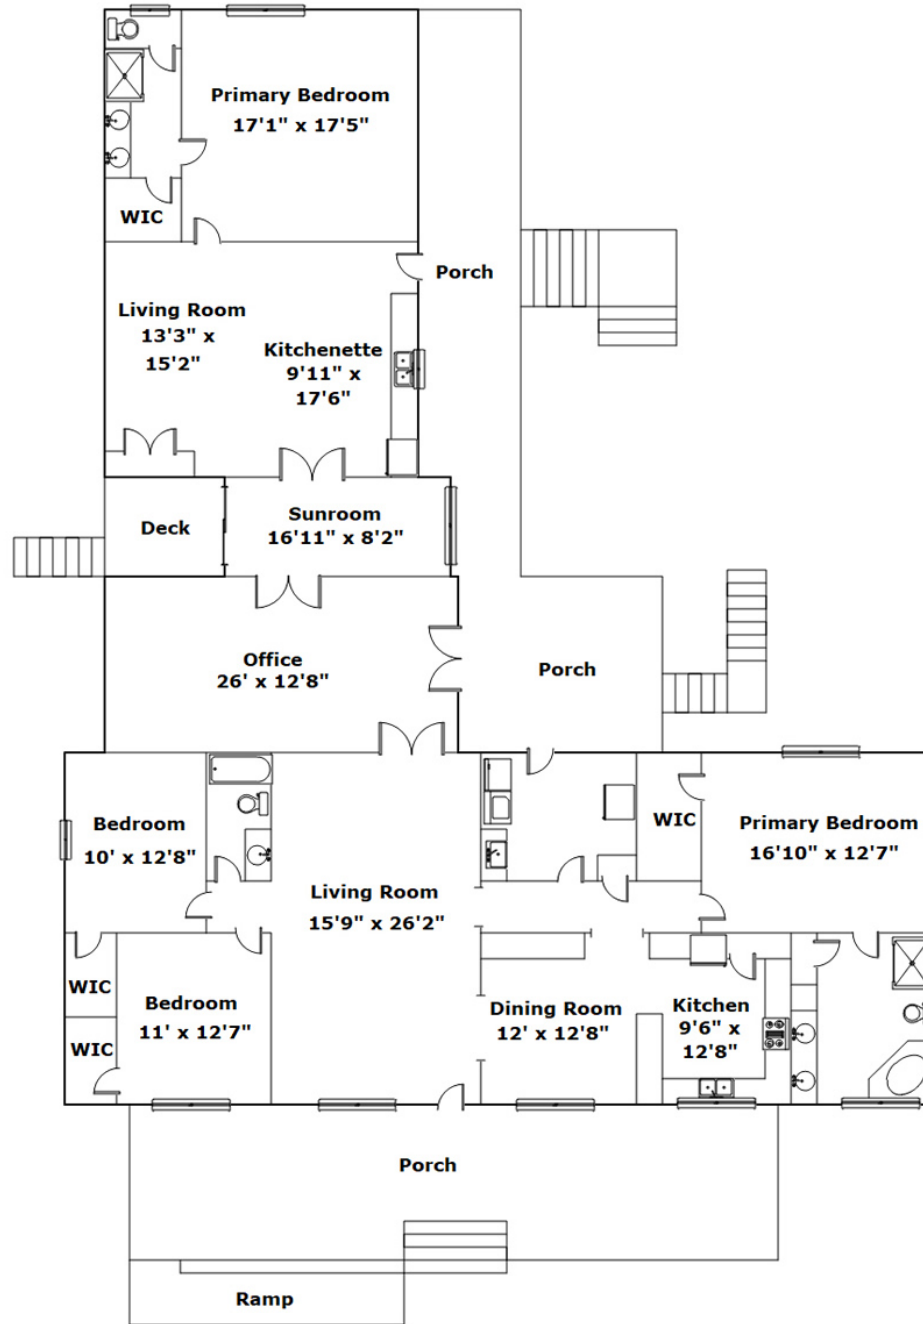 Primary Bedroom
17'1" x 17'5"
WIC
Porch
Living Room
13'3" x
15'2"
Kitchenette
9'11" x
17'6"
Deck
Sunroom
16'11" x 8'2"
Office
26' x 12'8"
Porch
Bedroom
10' x 12'8"
Living Room
15'9" x 26'2"
WIC
Primary Bedroom
16'10" x 12'7"
WIC
Bedroom
11' x 12'7"
WIC
Dining Room
12' x 12'8"
Kitchen
9'6" x
12'8"
Porch
Ramp